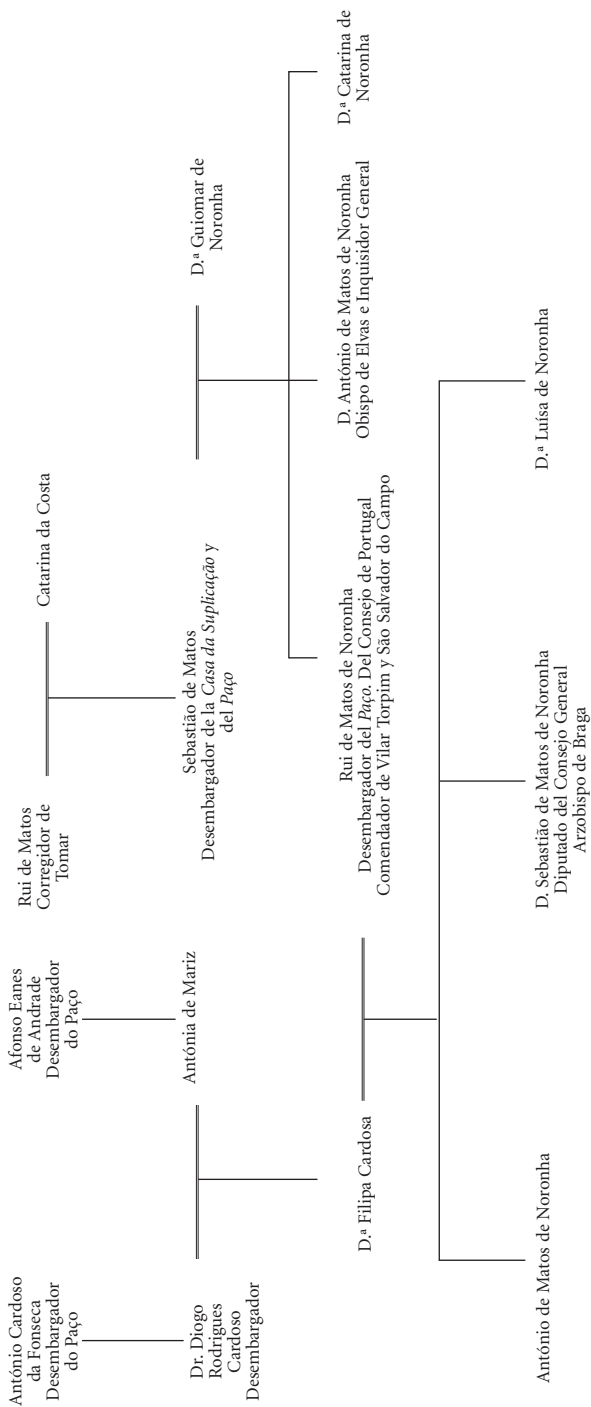 António Cardoso
da Fonseca
Desembargador
do Paço
Afonso Eanes
de Andrade
Desembargador
do Paço
Rui de Matos
Corregidor de
Tomar
Catarina da Costa
Dr. Diogo
Rodrigues
Cardoso
Desembargador
Antónia de Mariz
Sebastião de Matos
Desembargador de la Casa da Suplicação y
del Paço
D.ª Guiomar de
Noronha
D.ª Filipa Cardosa
Rui de Matos de Noronha
Desembargador del Paço. Del Consejo de Portugal
Comendador de Vilar Torpim y São Salvador do Campo
D. António de Matos de Noronha
Obispo de Elvas e Inquisidor General
D.ª Catarina de
Noronha
António de Matos de Noronha
D. Sebastião de Matos de Noronha
Diputado del Consejo General
Arzobispo de Braga
D.ª Luísa de Noronha